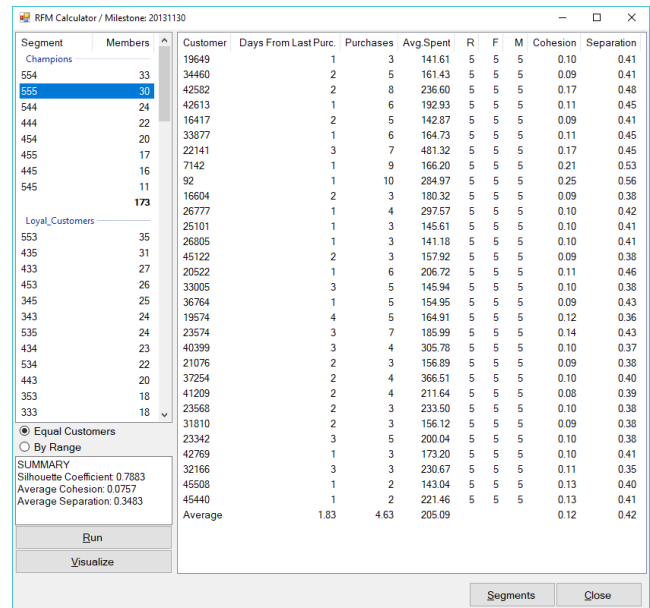 RFM Calculator / Milestone: 20131130
Segment Members
Champions
554 33
555 30
544 24
444 22
454 20
455 17
445 16
545 11
173
Loyal_Customers
553 35
435 31
433 27
453 26
345 25
343 24
535 24
434 23
534 22
443 20
353 18
333 18
Equal Customers
By Range
SUMMARY
Silhouette Coefficient: 0.7883
Average Cohesion: 0.0757
Average Separation: 0.3483
Run
Visualize
Customer Days From Last Purc. Purchases Avg.Spent R F M Cohesion Separation
19649 1 3 141.61 5 5 5 0.10 0.41
34460 2 5 161.43 5 5 5 0.09 0.41
42582 2 8 236.60 5 5 5 0.17 0.48
42613 1 6 192.93 5 5 5 0.11 0.45
16417 2 5 142.87 5 5 5 0.09 0.41
33877 1 6 164.73 5 5 5 0.11 0.45
22141 3 7 481.32 5 5 5 0.17 0.45
7142 1 9 166.20 5 5 5 0.21 0.53
92 1 10 284.97 5 5 5 0.25 0.56
16604 2 3 180.32 5 5 5 0.09 0.38
26777 1 4 297.57 5 5 5 0.10 0.42
25101 1 3 145.61 5 5 5 0.10 0.41
26805 1 3 141.18 5 5 5 0.10 0.41
45122 2 3 157.92 5 5 5 0.09 0.38
20522 1 6 206.72 5 5 5 0.11 0.46
33005 3 5 145.94 5 5 5 0.10 0.38
36764 1 5 154.95 5 5 5 0.09 0.43
19574 4 5 164.91 5 5 5 0.12 0.36
23574 3 7 185.99 5 5 5 0.14 0.43
40399 3 4 305.78 5 5 5 0.10 0.37
21076 2 3 156.89 5 5 5 0.09 0.38
37254 2 4 366.51 5 5 5 0.10 0.40
41209 2 4 211.64 5 5 5 0.08 0.39
23568 2 3 233.50 5 5 5 0.10 0.38
31810 2 3 156.12 5 5 5 0.09 0.38
23342 3 5 200.04 5 5 5 0.10 0.38
42769 1 3 173.20 5 5 5 0.10 0.41
32166 3 3 230.67 5 5 5 0.11 0.35
45508 1 2 143.04 5 5 5 0.13 0.40
45440 1 2 221.46 5 5 5 0.13 0.41
Average 1.83 4.63 205.09 0.12 0.42
Segments Close